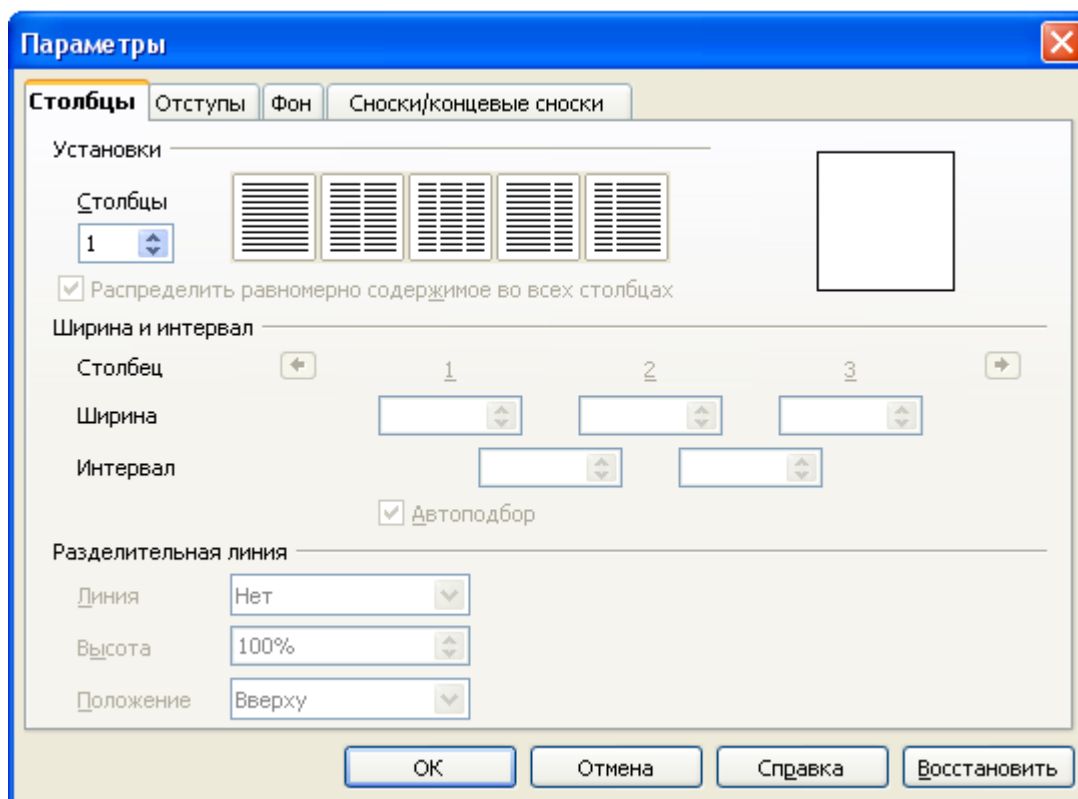 Параметры
Столбцы Отступы Фон Сноски/концевые сноски
Установки
Столбцы
1
Распределить равномерно содержимое во всех столбцах
Ширина и интервал
Столбец 1 2 3
Ширина
Интервал
Автоподбор
Разделительная линия
Линия Нет
Высота 100%
Положение Вверху
ОК Отмена Справка Восстановить